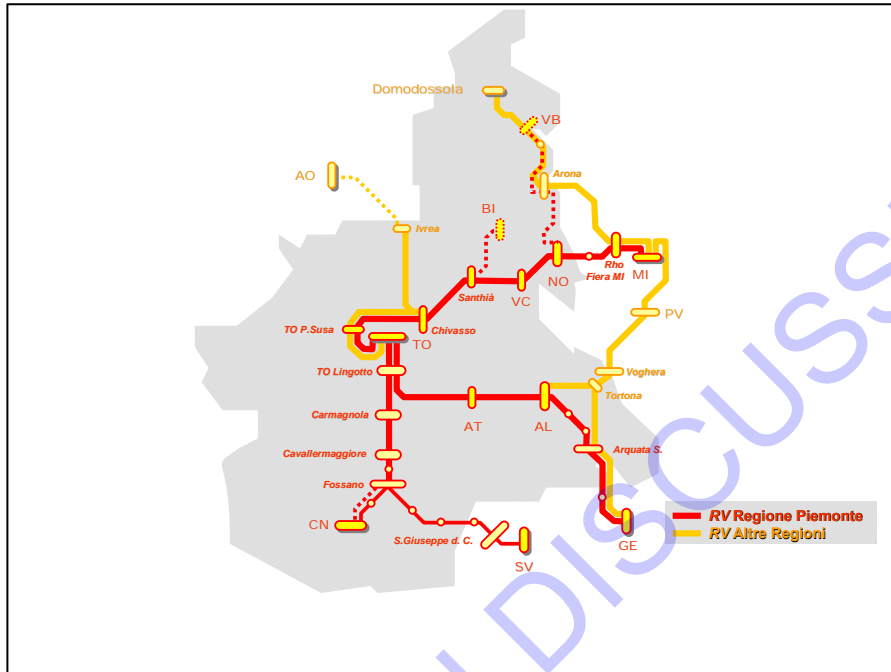 Domodossola
VB
AO
Arona
BI
Ivrea
Rho
Fiera MI
MI
NO
Santhià
VC
PV
TO P.Susa
Chivasso
TO
TO Lingotto
Voghera
Tortona
Carmagnola
AT
AL
Cavallermaggiore
Arquata S.
Fossano
CN
S.Giuseppe d. C.
SV
GE
RV Regione Piemonte
RV Altre Regioni
N DISCUSS